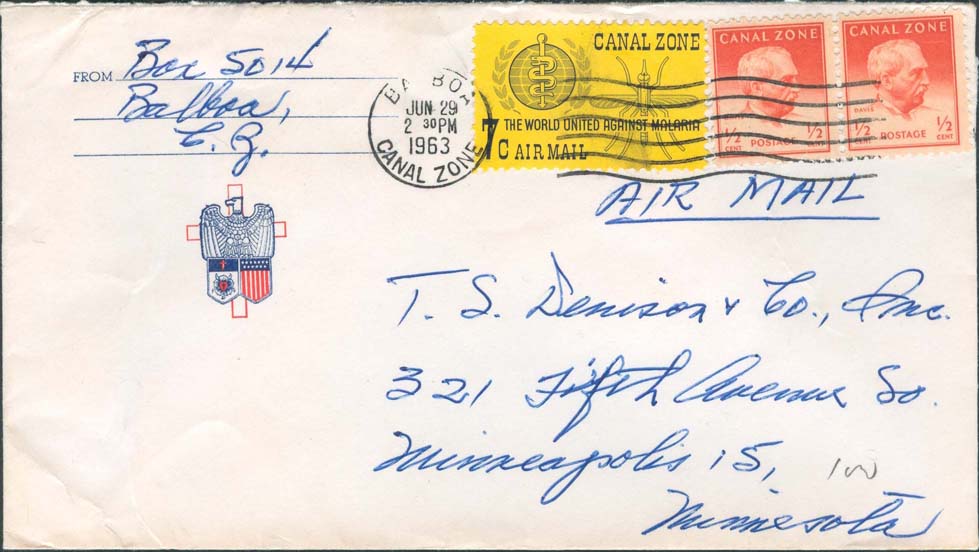 FROM Box 5014
Balboa,
C. Z.
BALBOA
JUN 29
2 30 PM
1963
CANAL ZONE
CANAL ZONE
THE WORLD UNITED AGAINST MALARIA
7 C AIR MAIL
CANAL ZONE
DAVIS
1/2 CENT POSTAGE 1/2 CENT
CANAL ZONE
DAVIS
1/2 CENT POSTAGE 1/2 CENT
AIR MAIL
T. S. Denison & Co., Inc.
321 Fifth Avenue So.
Minneapolis 15,
Minnesota